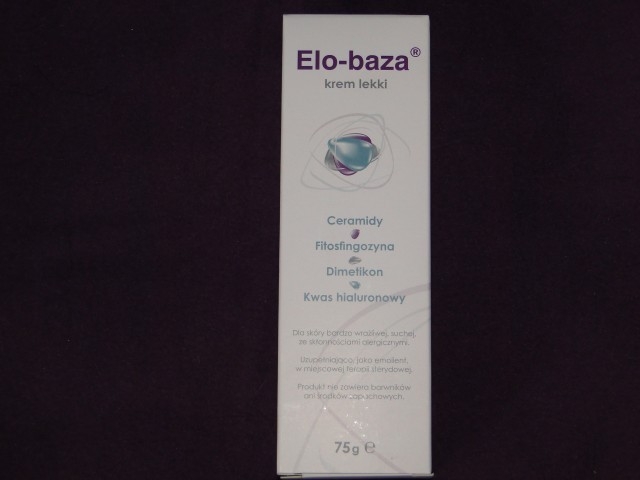 Elo-baza®
krem lekki
Ceramidy
Fitosfingozyna
Dimetikon
Kwas hialuronowy
Dla skóry bardzo wrażliwej, suchej,
ze skłonnościami alergicznymi.
Uzupełniająco, jako emolient,
w miejscowej terapii sterydowej.
Produkt nie zawiera barwników
ani środków zapachowych.
75g ℮